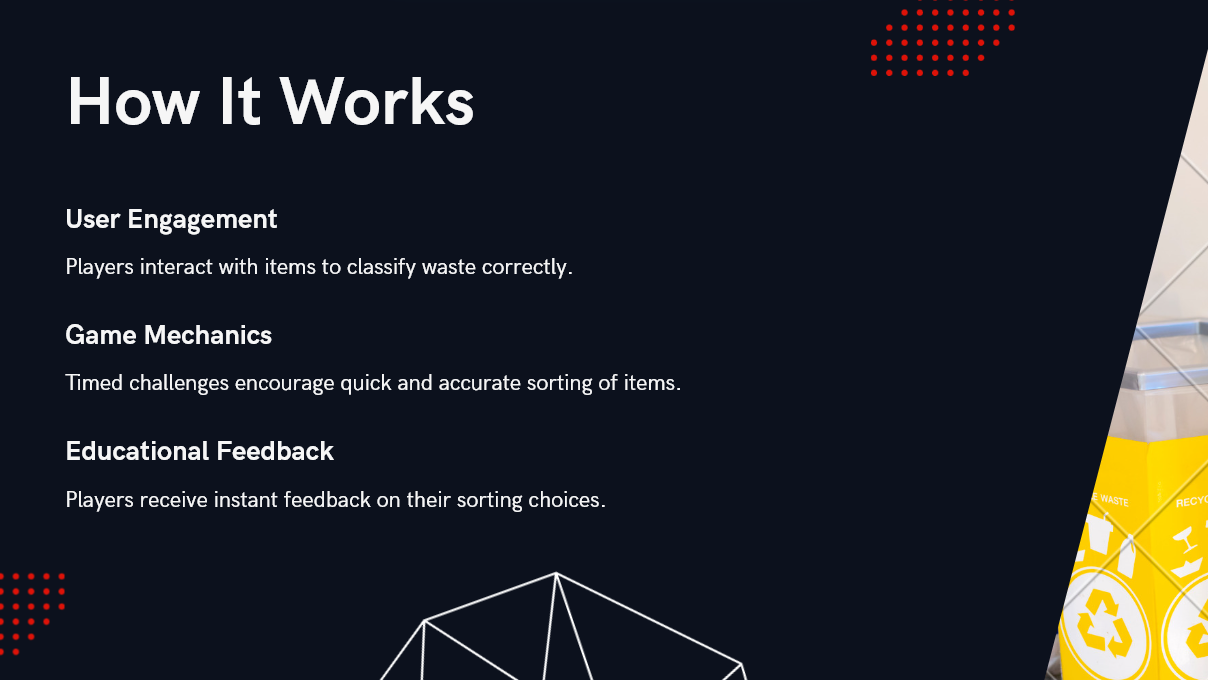 How It Works
User Engagement
Players interact with items to classify waste correctly.
Game Mechanics
Timed challenges encourage quick and accurate sorting of items.
Educational Feedback
Players receive instant feedback on their sorting choices.
WASTE